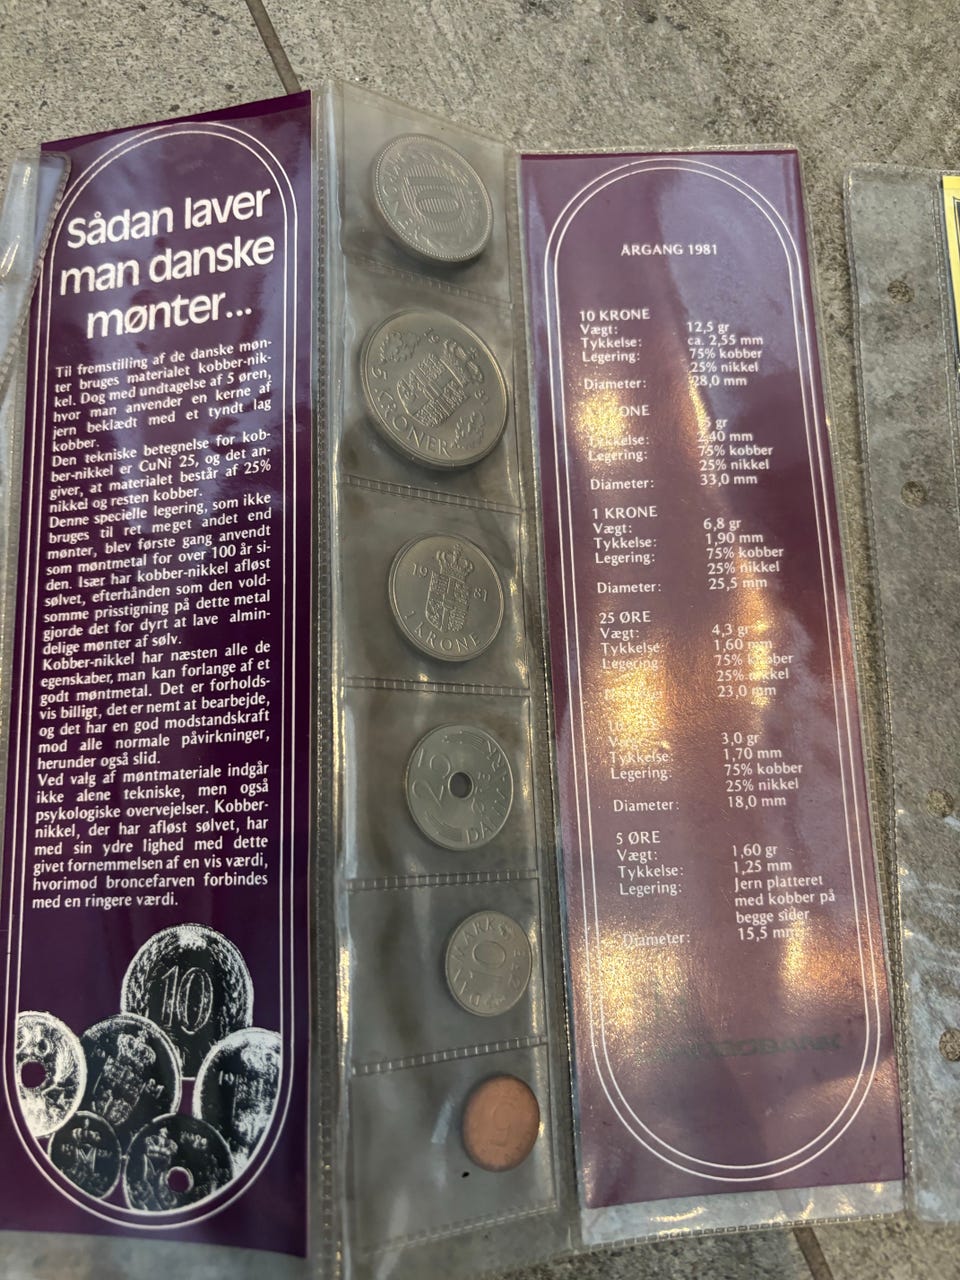 Sådan laver
man danske
mønter...
Til fremstilling af de danske møn-
ter bruges materialet kobber-nik-
kel. Dog med undtagelse af 5 øren,
hvor man anvender en kerne af
jern beklædt med et tyndt lag
kobber.
Den tekniske betegnelse for kob-
ber-nikkel er CuNi 25, og det an-
giver, at materialet består af 25%
nikkel og resten kobber.
Denne specielle legering, som ikke
bruges til ret meget andet end
mønter, blev første gang anvendt
som møntmetal for over 100 år si-
den. Især har kobber-nikkel afløst
sølvet, efterhånden som den vold-
somme prisstigning på dette metal
gjorde det for dyrt at lave almin-
delige mønter af sølv.
Kobber-nikkel har næsten alle de
egenskaber, man kan forlange af et
godt møntmetal. Det er forholds-
vis billigt, det er nemt at bearbejde,
og det har en god modstandskraft
mod alle normale påvirkninger,
herunder også slid.
Ved valg af møntmateriale indgår
ikke alene tekniske, men også
psykologiske overvejelser. Kobber-
nikkel, der har afløst sølvet, har
med sin ydre lighed med dette
givet fornemmelsen af en vis værdi,
hvorimod broncefarven forbindes
med en ringere værdi.
10
10
5 KRONER
19 81
1 KRONE
25
DANMARK
10
5
ÅRGANG 1981
10 KRONE
Vægt: 12,5 gr
Tykkelse: ca. 2,55 mm
Legering: 75% kobber
25% nikkel
Diameter: 28,0 mm
KRONE
gr
Tykkelse: 2,40 mm
Legering: 75% kobber
25% nikkel
Diameter: 33,0 mm
1 KRONE
Vægt: 6,8 gr
Tykkelse: 1,90 mm
Legering: 75% kobber
25% nikkel
Diameter: 25,5 mm
25 ØRE
Vægt: 4,3 gr
Tykkelse: 1,60 mm
Legering: 75% kobber
25% nikkel
23,0 mm
Vægt: 3,0 gr
Tykkelse: 1,70 mm
Legering: 75% kobber
25% nikkel
Diameter: 18,0 mm
5 ØRE
Vægt: 1,60 gr
Tykkelse: 1,25 mm
Legering: Jern platteret
med kobber på
begge sider
Diameter: 15,5 mm